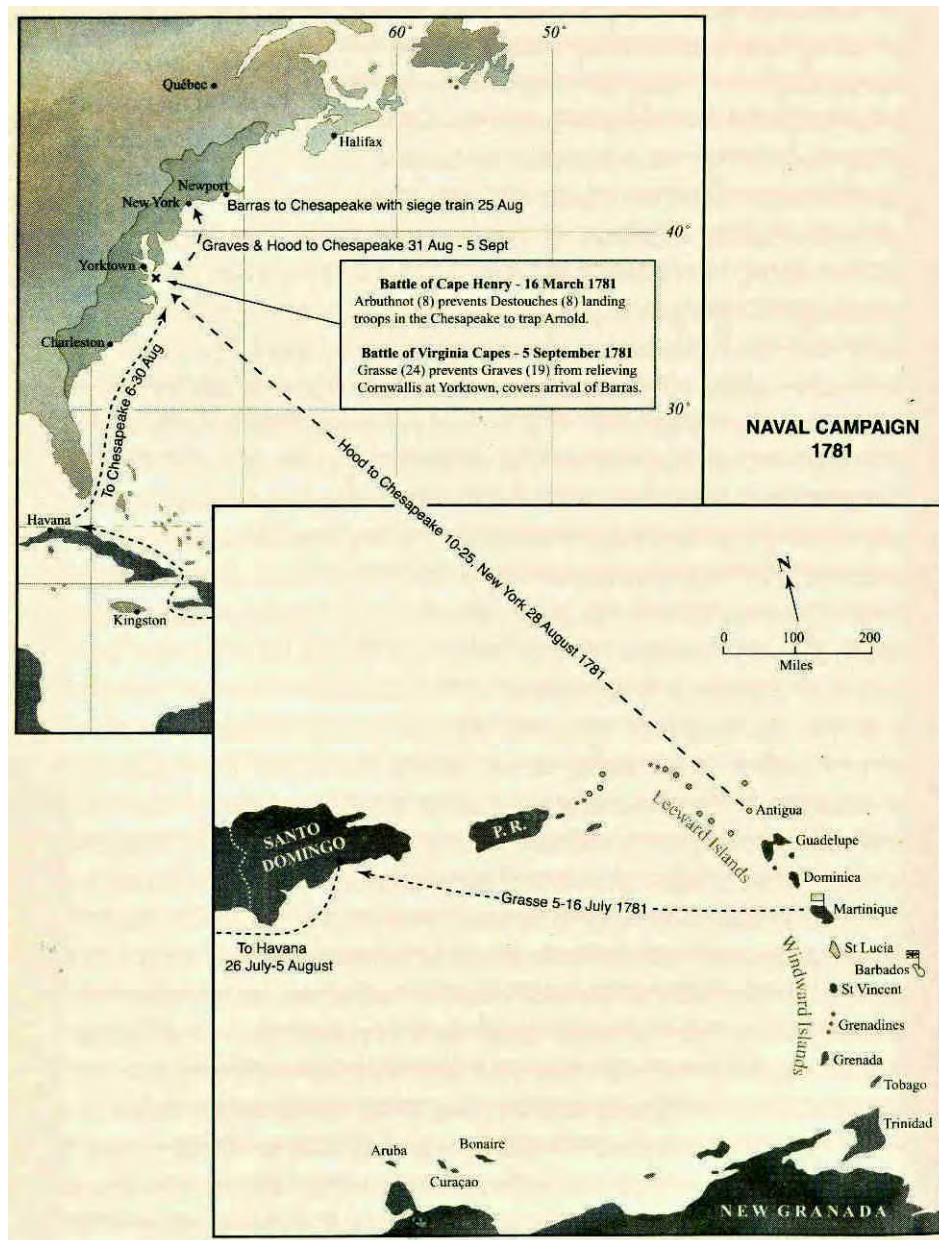 60°
50°
Québec
Halifax
Newport
New York
Barras to Chesapeake with siege train 25 Aug
40°
Graves & Hood to Chesapeake 31 Aug - 5 Sept
Yorktown
Battle of Cape Henry - 16 March 1781
Arbuthnot (8) prevents Destouches (8) landing
troops in the Chesapeake to trap Arnold.
Battle of Virginia Capes - 5 September 1781
Grasse (24) prevents Graves (19) from relieving
Cornwallis at Yorktown, covers arrival of Barras.
Charleston
To Chesapeake 6-30 Aug
30°
NAVAL CAMPAIGN
1781
Hood to Chesapeake 10-25, New York 28 August 1781
Havana
Kingston
N
0 100 200
Miles
Antigua
Leeward Islands
SANTO
DOMINGO
P. R.
Guadelupe
Dominica
Grasse 5-16 July 1781
Martinique
To Havana
26 July-5 August
Windward Islands
St Lucia
Barbados
St Vincent
Grenadines
Grenada
Tobago
Trinidad
Aruba
Bonaire
Curaçao
NEW GRANADA